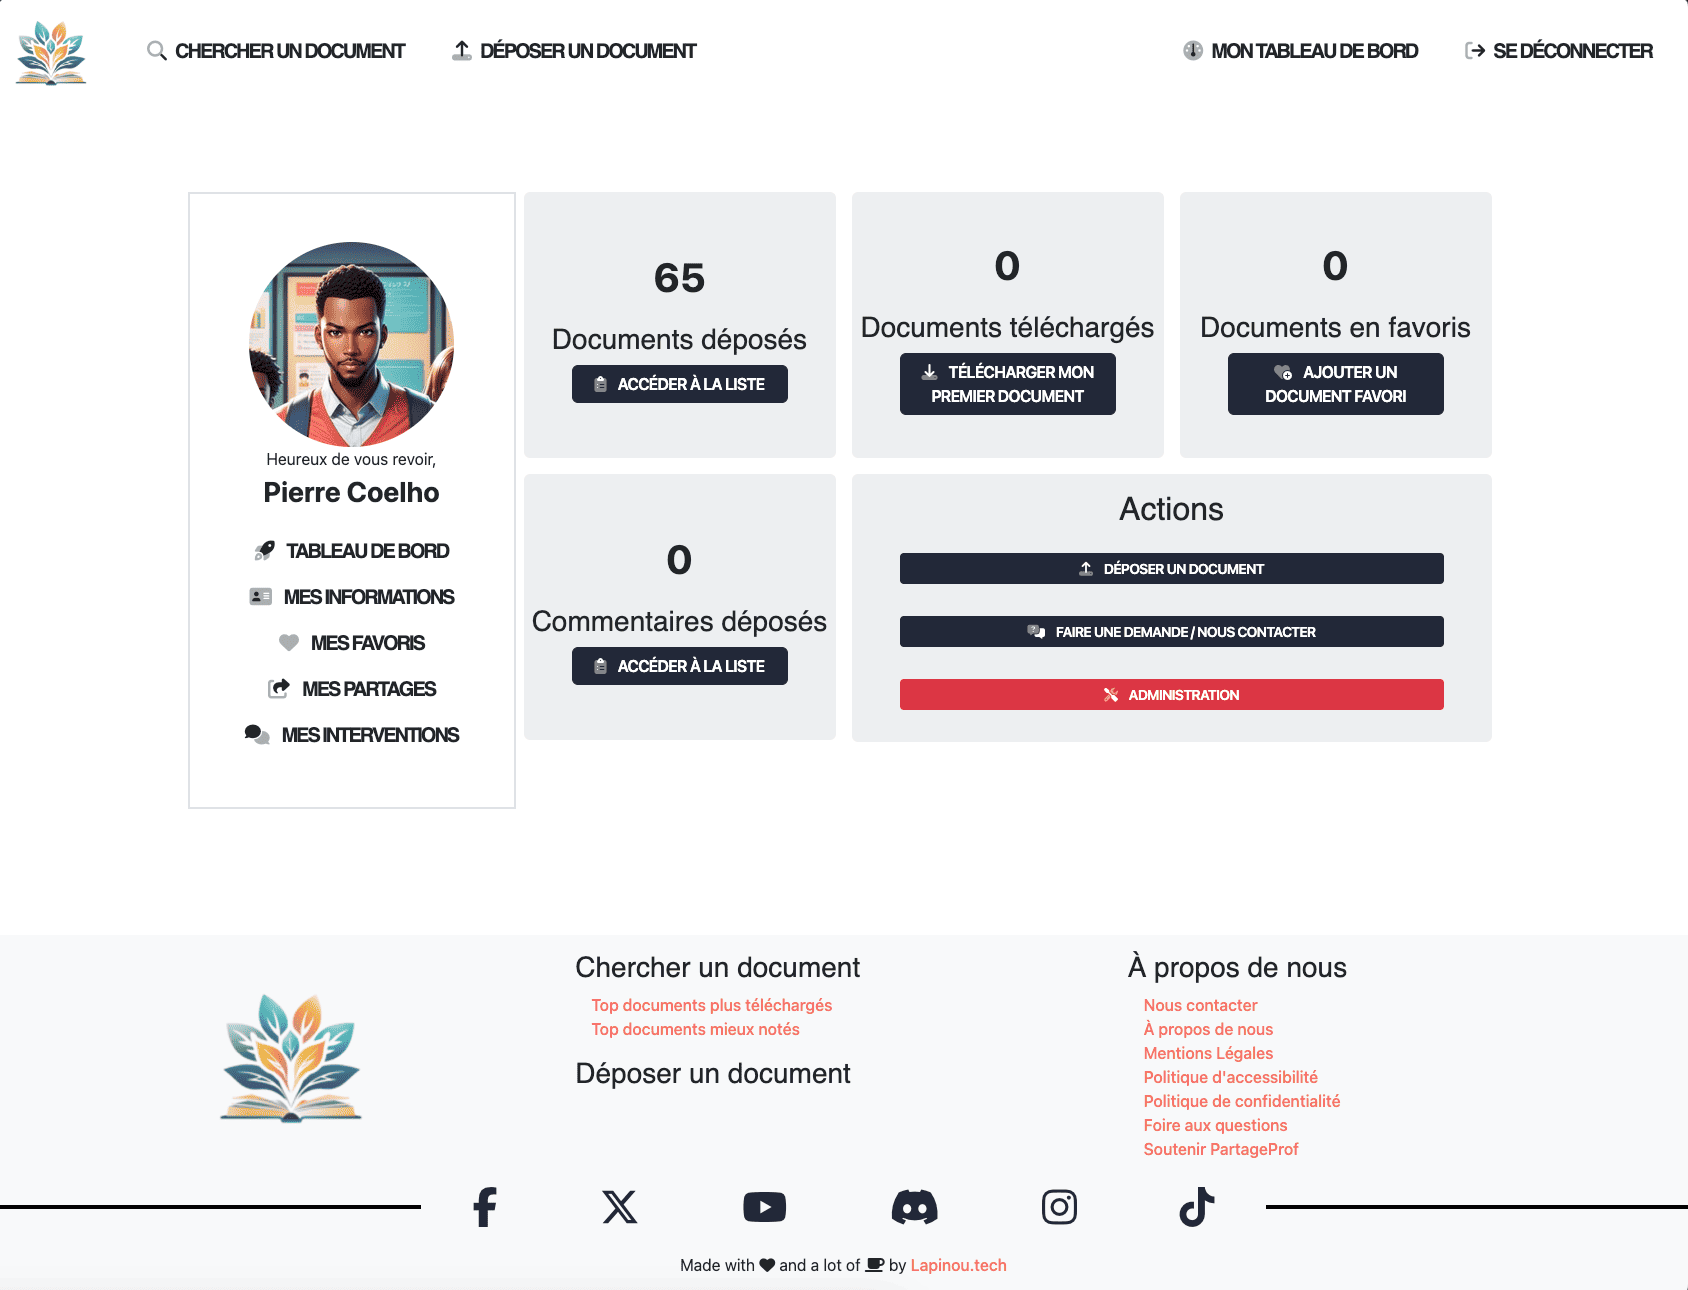 CHERCHER UN DOCUMENT
DÉPOSER UN DOCUMENT
MON TABLEAU DE BORD
SE DÉCONNECTER
Heureux de vous revoir,
Pierre Coelho
TABLEAU DE BORD
MES INFORMATIONS
MES FAVORIS
MES PARTAGES
MES INTERVENTIONS
65
Documents déposés
ACCÉDER À LA LISTE
0
Documents téléchargés
TÉLÉCHARGER MON
PREMIER DOCUMENT
0
Documents en favoris
AJOUTER UN
DOCUMENT FAVORI
0
Commentaires déposés
ACCÉDER À LA LISTE
Actions
DÉPOSER UN DOCUMENT
FAIRE UNE DEMANDE / NOUS CONTACTER
ADMINISTRATION
Chercher un document
Top documents plus téléchargés
Top documents mieux notés
Déposer un document
À propos de nous
Nous contacter
À propos de nous
Mentions Légales
Politique d'accessibilité
Politique de confidentialité
Foire aux questions
Soutenir PartageProf
Made with and a lot of by Lapinou.tech